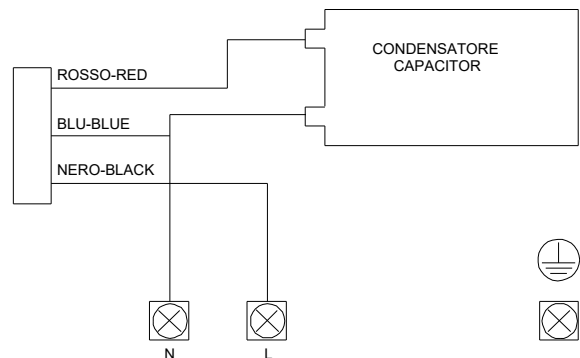 CONDENSATORE
CAPACITOR
ROSSO-RED
BLU-BLUE
NERO-BLACK
N
L